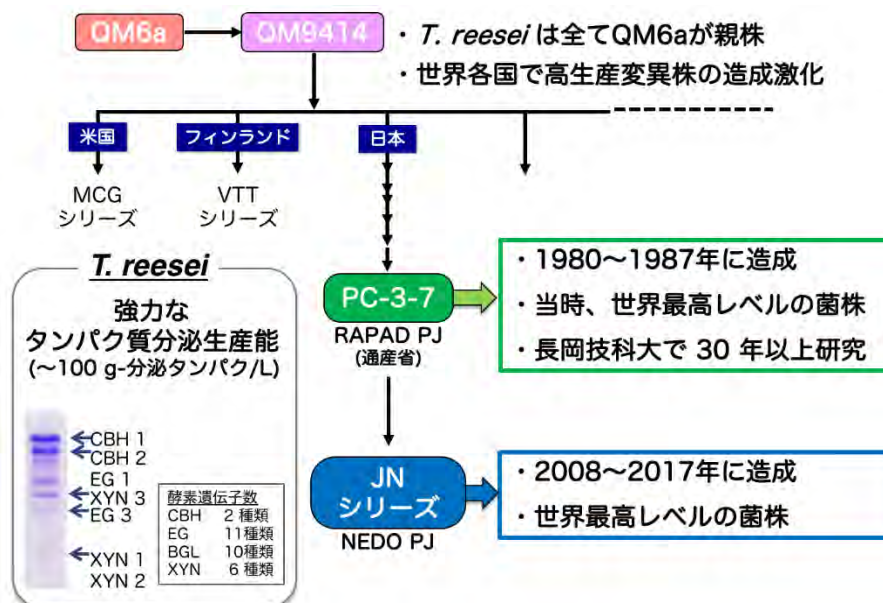 QM6a
QM9414
・T. reesei は全てQM6aが親株
・世界各国で高生産変異株の造成激化
米国
フィンランド
日本
MCG
シリーズ
VTT
シリーズ
PC-3-7
RAPAD PJ
(通産省)
・1980〜1987年に造成
・当時、世界最高レベルの菌株
・長岡技科大で 30 年以上研究
JN
シリーズ
NEDO PJ
・2008〜2017年に造成
・世界最高レベルの菌株
T. reesei
強力な
タンパク質分泌生産能
(〜100 g-分泌タンパク/L)
CBH 1
CBH 2
EG 1
XYN 3
EG 3
XYN 1
XYN 2
酵素遺伝子数
CBH 2 種類
EG 11種類
BGL 10種類
XYN 6 種類